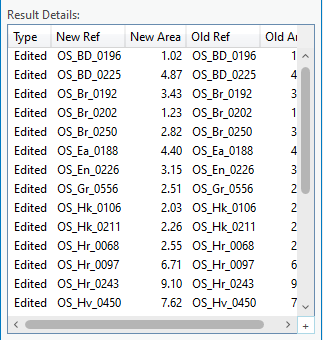 Result Details:
Type New Ref New Area Old Ref Old Ar
Edited OS_BD_0196 1.02 OS_BD_0196 1
Edited OS_BD_0225 4.87 OS_BD_0225 4
Edited OS_Br_0192 3.43 OS_Br_0192 3
Edited OS_Br_0202 1.23 OS_Br_0202 1
Edited OS_Br_0250 2.82 OS_Br_0250 3
Edited OS_Ea_0188 4.40 OS_Ea_0188 4
Edited OS_En_0226 3.15 OS_En_0226 3
Edited OS_Gr_0556 2.51 OS_Gr_0556 2
Edited OS_Hk_0106 2.03 OS_Hk_0106 2
Edited OS_Hk_0211 2.26 OS_Hk_0211 2
Edited OS_Hr_0068 2.55 OS_Hr_0068 2
Edited OS_Hr_0097 6.71 OS_Hr_0097 6
Edited OS_Hr_0243 9.10 OS_Hr_0243 9
Edited OS_Hv_0450 7.62 OS_Hv_0450 7